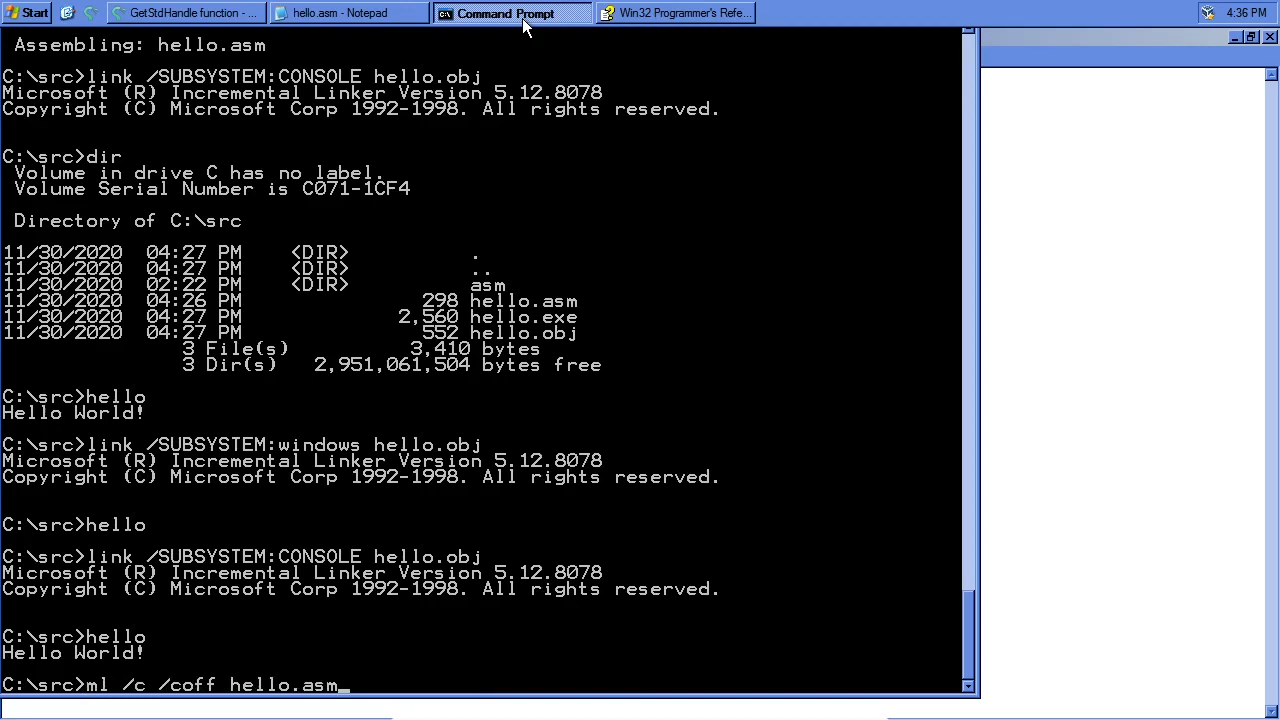 Start
GetStdHandle function - ...
hello.asm - Notepad
Command Prompt
Win32 Programmer's Refe...
4:36 PM
Assembling: hello.asm
C:\src>link /SUBSYSTEM:CONSOLE hello.obj
Microsoft (R) Incremental Linker Version 5.12.8078
Copyright (C) Microsoft Corp 1992-1998. All rights reserved.
C:\src>dir
Volume in drive C has no label.
Volume Serial Number is C071-1CF4
Directory of C:\src
11/30/2020 04:27 PM <DIR> .
11/30/2020 04:27 PM <DIR> ..
11/30/2020 02:22 PM <DIR> asm
11/30/2020 04:26 PM 298 hello.asm
11/30/2020 04:27 PM 2,560 hello.exe
11/30/2020 04:27 PM 552 hello.obj
3 File(s) 3,410 bytes
3 Dir(s) 2,951,061,504 bytes free
C:\src>hello
Hello World!
C:\src>link /SUBSYSTEM:windows hello.obj
Microsoft (R) Incremental Linker Version 5.12.8078
Copyright (C) Microsoft Corp 1992-1998. All rights reserved.
C:\src>hello
C:\src>link /SUBSYSTEM:CONSOLE hello.obj
Microsoft (R) Incremental Linker Version 5.12.8078
Copyright (C) Microsoft Corp 1992-1998. All rights reserved.
C:\src>hello
Hello World!
C:\src>ml /c /coff hello.asm_